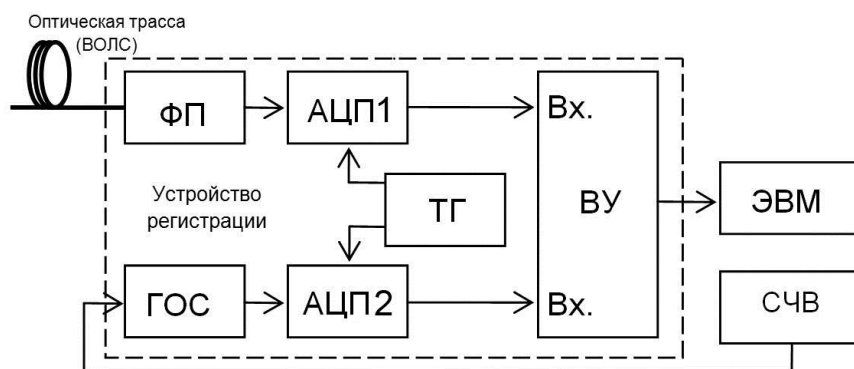 Оптическая трасса
(ВОЛС)
ФП
АЦП1
Вх.
Устройство
регистрации
ТГ
ВУ
ЭВМ
ГОС
АЦП2
Вх.
СЧВ